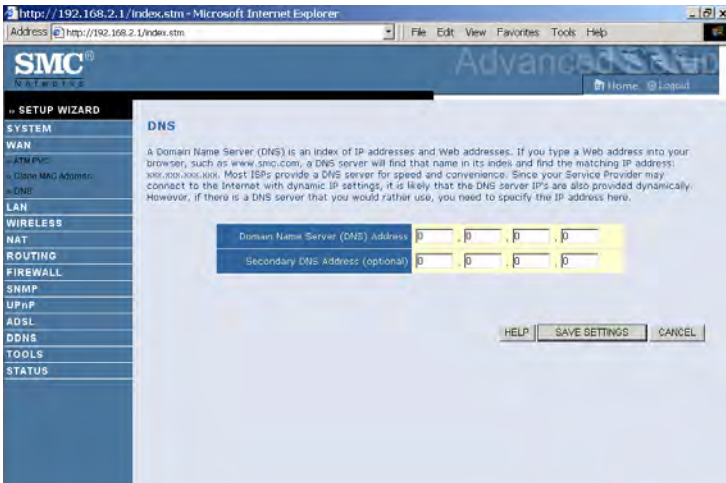 http://192.168.2.1/index.stm - Microsoft Internet Explorer
Address http://192.168.2.1/index.stm File Edit View Favorites Tools Help
SMC®
Networks
Advanced Setup
Home Logout
» SETUP WIZARD
SYSTEM
WAN
» ATM PVC
» Clone MAC Address
» DNS
LAN
WIRELESS
NAT
ROUTING
FIREWALL
SNMP
UPnP
ADSL
DDNS
TOOLS
STATUS
DNS
A Domain Name Server (DNS) is an index of IP addresses and Web addresses. If you type a Web address into your
browser, such as www.smc.com, a DNS server will find that name in its index and find the matching IP address:
xxx.xxx.xxx.xxx. Most ISPs provide a DNS server for speed and convenience. Since your Service Provider may
connect to the Internet with dynamic IP settings, it is likely that the DNS server IP's are also provided dynamically.
However, if there is a DNS server that you would rather use, you need to specify the IP address here.
Domain Name Server (DNS) Address 0 . 0 . 0 . 0
Secondary DNS Address (optional) 0 . 0 . 0 . 0
HELP SAVE SETTINGS CANCEL